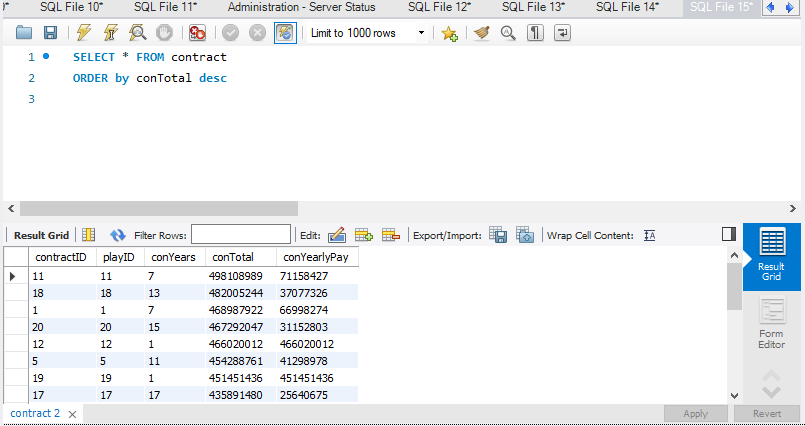 SQL File 10* SQL File 11* Administration - Server Status SQL File 12* SQL File 13* SQL File 14* SQL File 15*
Limit to 1000 rows
1 SELECT * FROM contract
2 ORDER by conTotal desc
3
Result Grid Filter Rows: Edit: Export/Import: Wrap Cell Content:
contractID playID conYears conTotal conYearlyPay
11 11 7 498108989 71158427
18 18 13 482005244 37077326
1 1 7 468987922 66998274
20 20 15 467292047 31152803
12 12 1 466020012 466020012
5 5 11 454288761 41298978
19 19 1 451451436 451451436
17 17 17 435891480 25640675
Result
Grid
Form
Editor
contract 2 Apply Revert